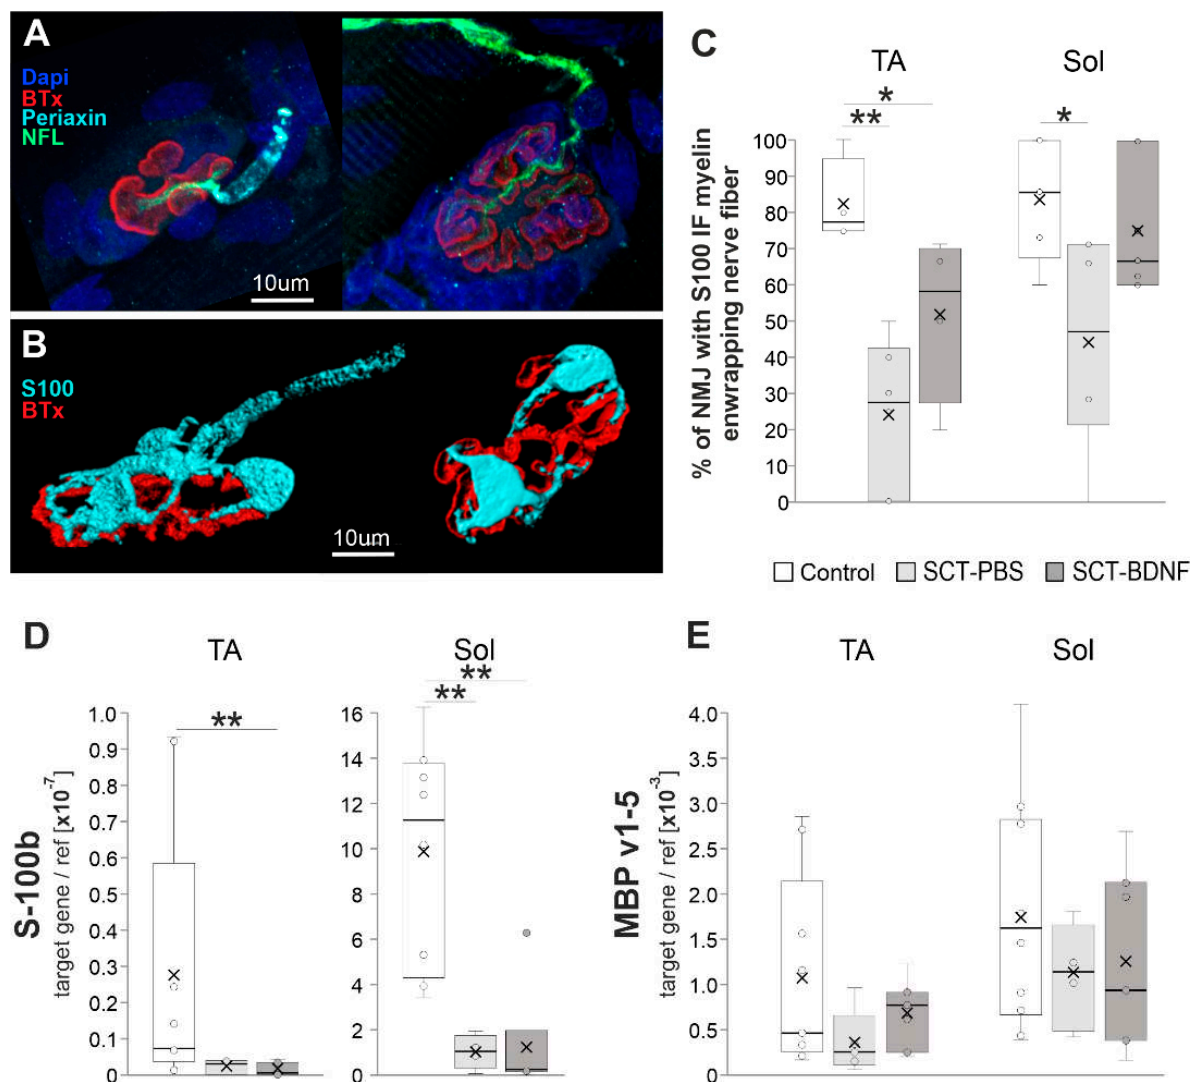 A
Dapi
BTx
Periaxin
NFL
10um
B
S100
BTx
10um
C
TA
Sol
*
**
*
% of NMJ with S100 IF myelin
enwrapping nerve fiber
100
90
80
70
60
50
40
30
20
10
0
Control
SCT-PBS
SCT-BDNF
D
TA
Sol
**
**
**
S-100b
target gene / ref [x10⁻⁷]
1.0
0.9
0.8
0.7
0.6
0.5
0.4
0.3
0.2
0.1
0
16
14
12
10
8
6
4
2
0
E
TA
Sol
MBP v1-5
target gene / ref [x10⁻³]
4.0
3.5
3.0
2.5
2.0
1.5
1.0
0.5
0